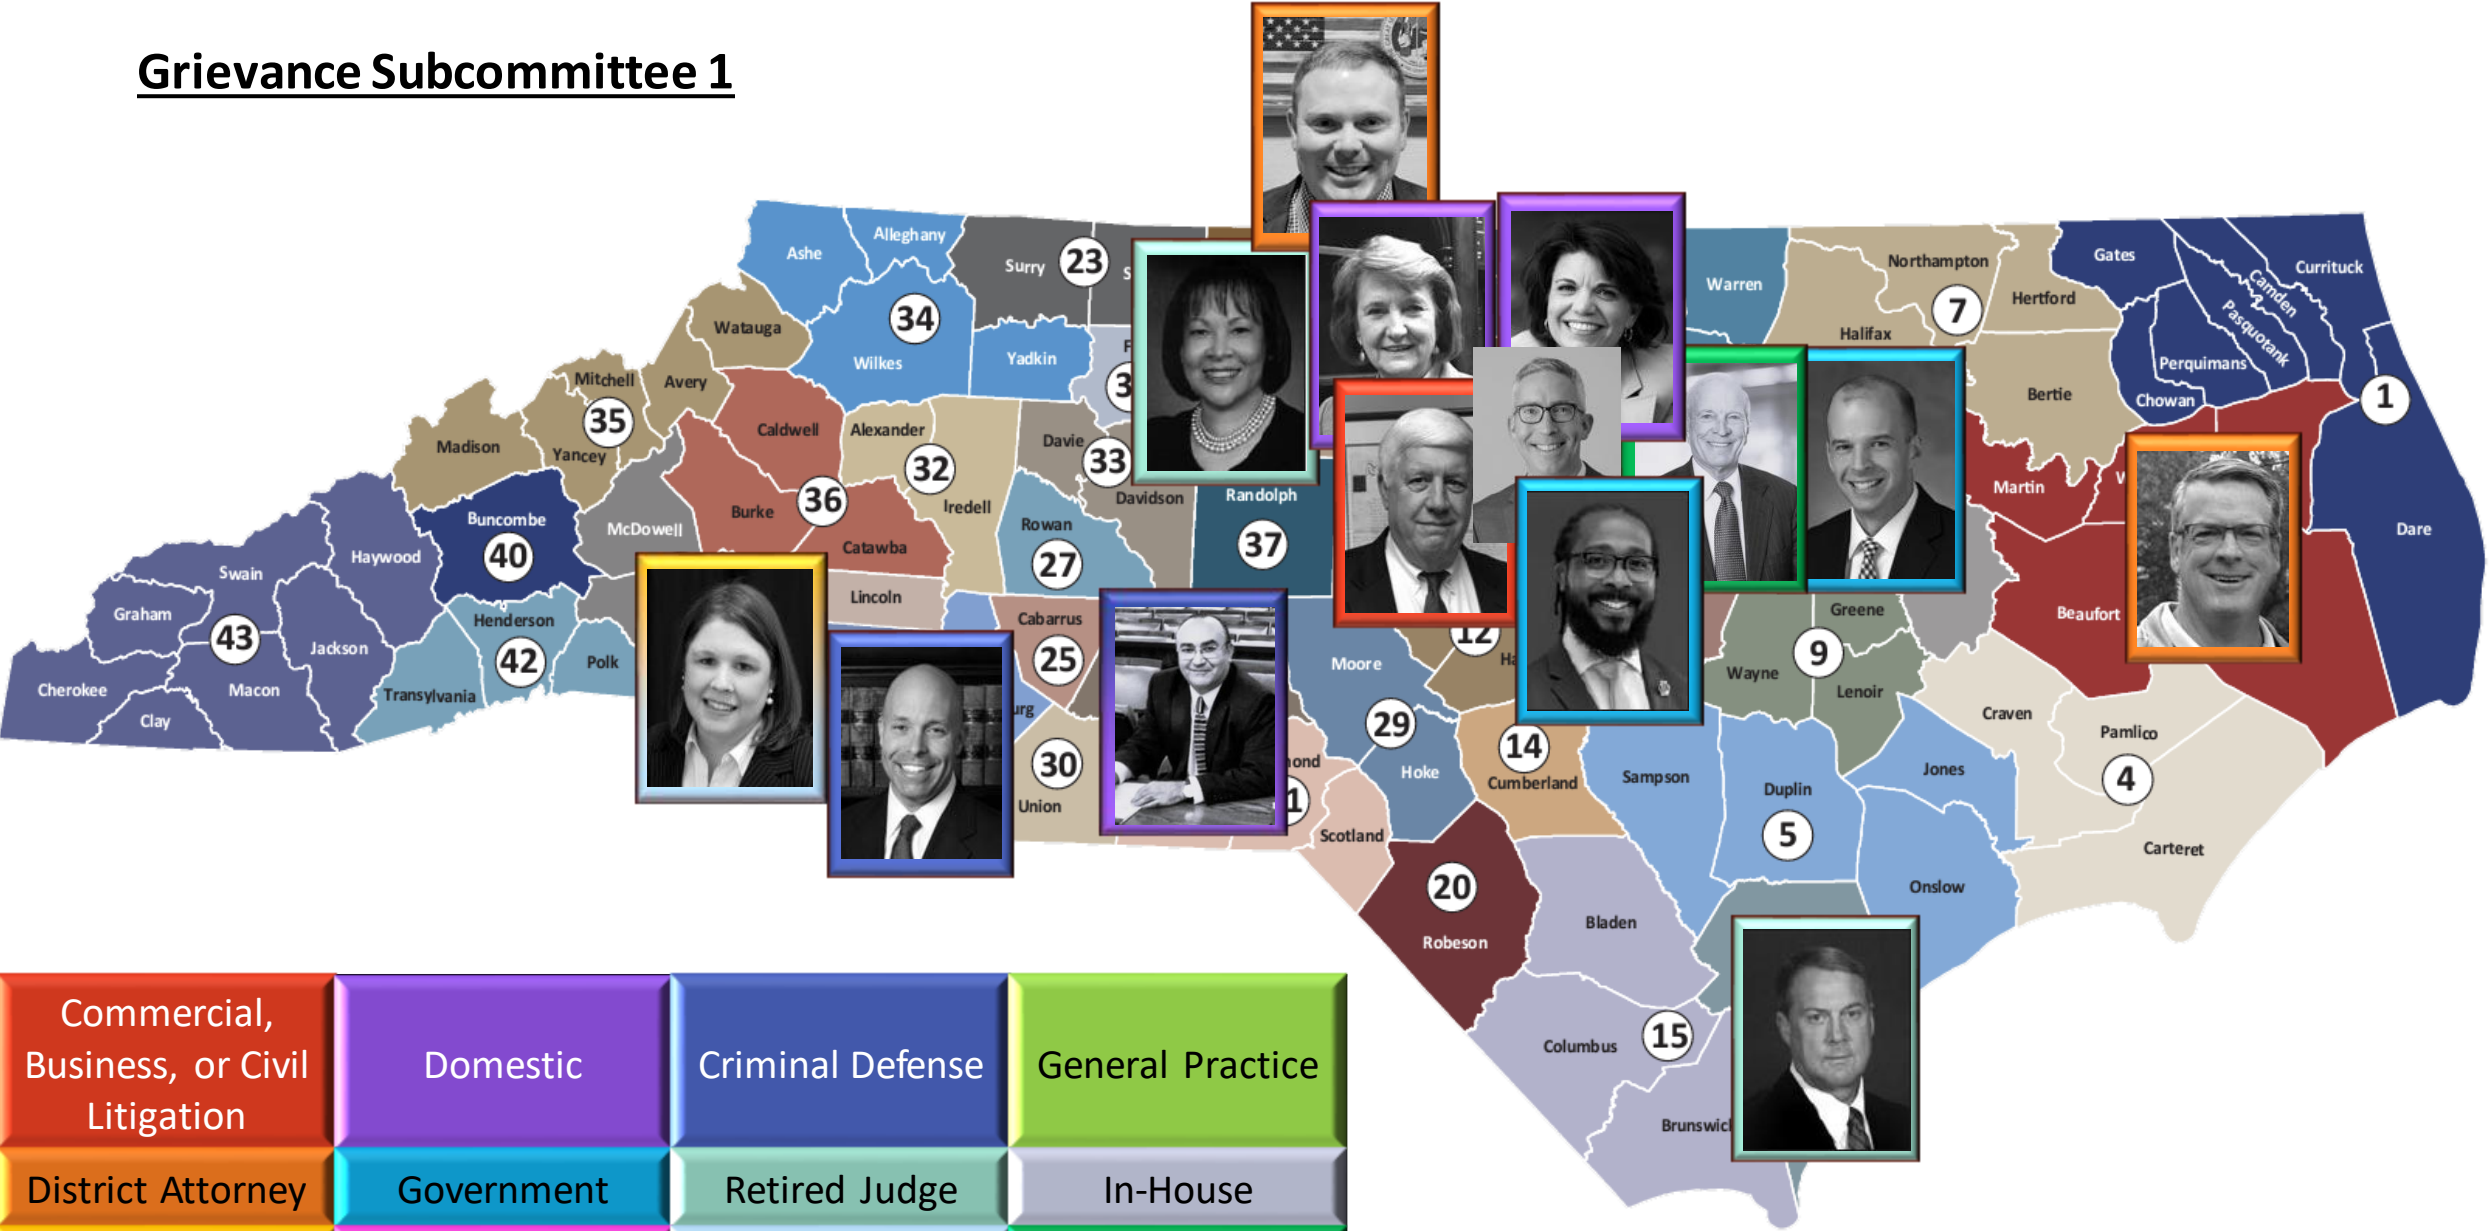 Grievance Subcommittee 1
Ashe
Alleghany
Surry
23
Warren
Northampton
Gates
Currituck
Camden
Pasquotank
Hertford
7
Halifax
Watauga
34
Wilkes
Yadkin
Perquimans
Chowan
1
Bertie
Mitchell
Avery
35
Yancey
Madison
Caldwell
Alexander
Davie
32
33
Iredell
Davidson
Randolph
Martin
36
Burke
Buncombe
40
McDowell
Catawba
Rowan
27
37
Dare
Haywood
Swain
Graham
43
Jackson
Cherokee
Macon
Clay
Henderson
42
Polk
Transylvania
Lincoln
Cabarrus
25
Moore
12
Greene
9
Wayne
Lenoir
Beaufort
Craven
Pamlico
4
Carteret
29
Hoke
14
Cumberland
Sampson
Duplin
5
Jones
Onslow
30
Union
Scotland
20
Robeson
Bladen
Columbus
15
Commercial,
Business, or Civil
Litigation
Domestic
Criminal Defense
General Practice
District Attorney
Government
Retired Judge
In-House